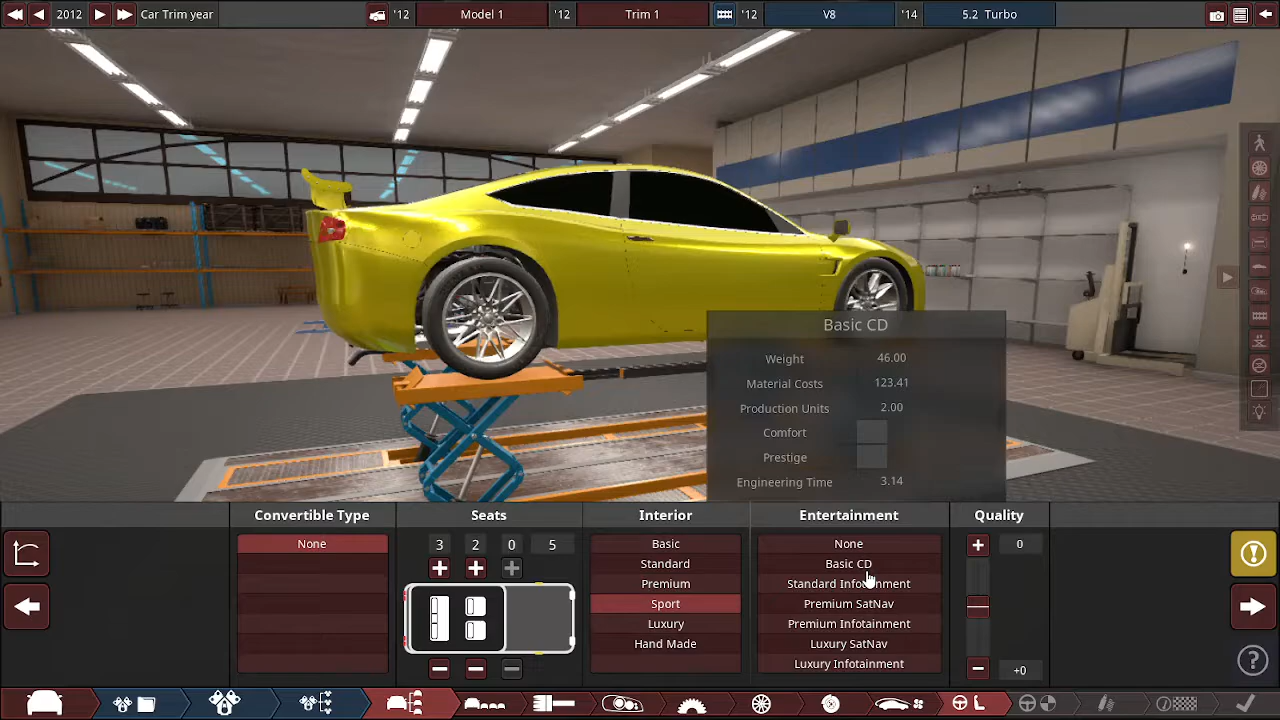 2012 Car Trim year '12 Model 1 '12 Trim 1 '12 V8 '14 5.2 Turbo
Basic CD
Weight 46.00
Material Costs 123.41
Production Units 2.00
Comfort
Prestige
Engineering Time 3.14
Convertible Type
None
Seats
3 2 0 5
Interior
Basic
Standard
Premium
Sport
Luxury
Hand Made
Entertainment
None
Basic CD
Standard Infotainment
Premium SatNav
Premium Infotainment
Luxury SatNav
Luxury Infotainment
Quality
0
+0